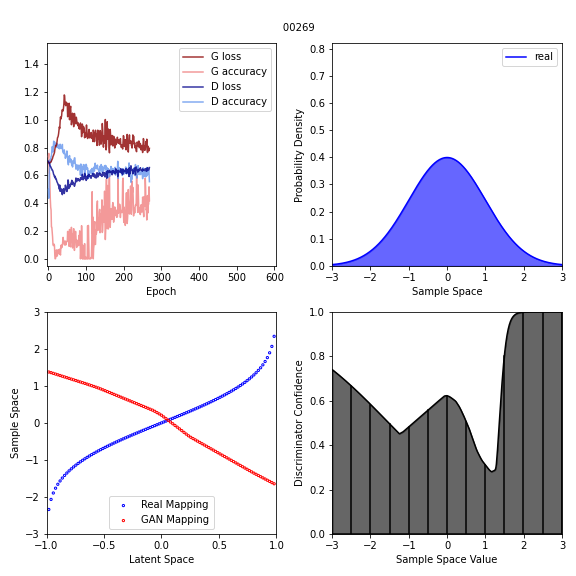 00269
G loss
G accuracy
D loss
D accuracy
1.4
1.2
1.0
0.8
0.6
0.4
0.2
0.0
0 100 200 300 400 500 600
Epoch
real
Probability Density
0.8
0.7
0.6
0.5
0.4
0.3
0.2
0.1
0.0
−3 −2 −1 0 1 2 3
Sample Space
Sample Space
3
2
1
0
−1
−2
−3
Real Mapping
GAN Mapping
−1.0 −0.5 0.0 0.5 1.0
Latent Space
Discriminator Confidence
1.0
0.8
0.6
0.4
0.2
0.0
−3 −2 −1 0 1 2 3
Sample Space Value